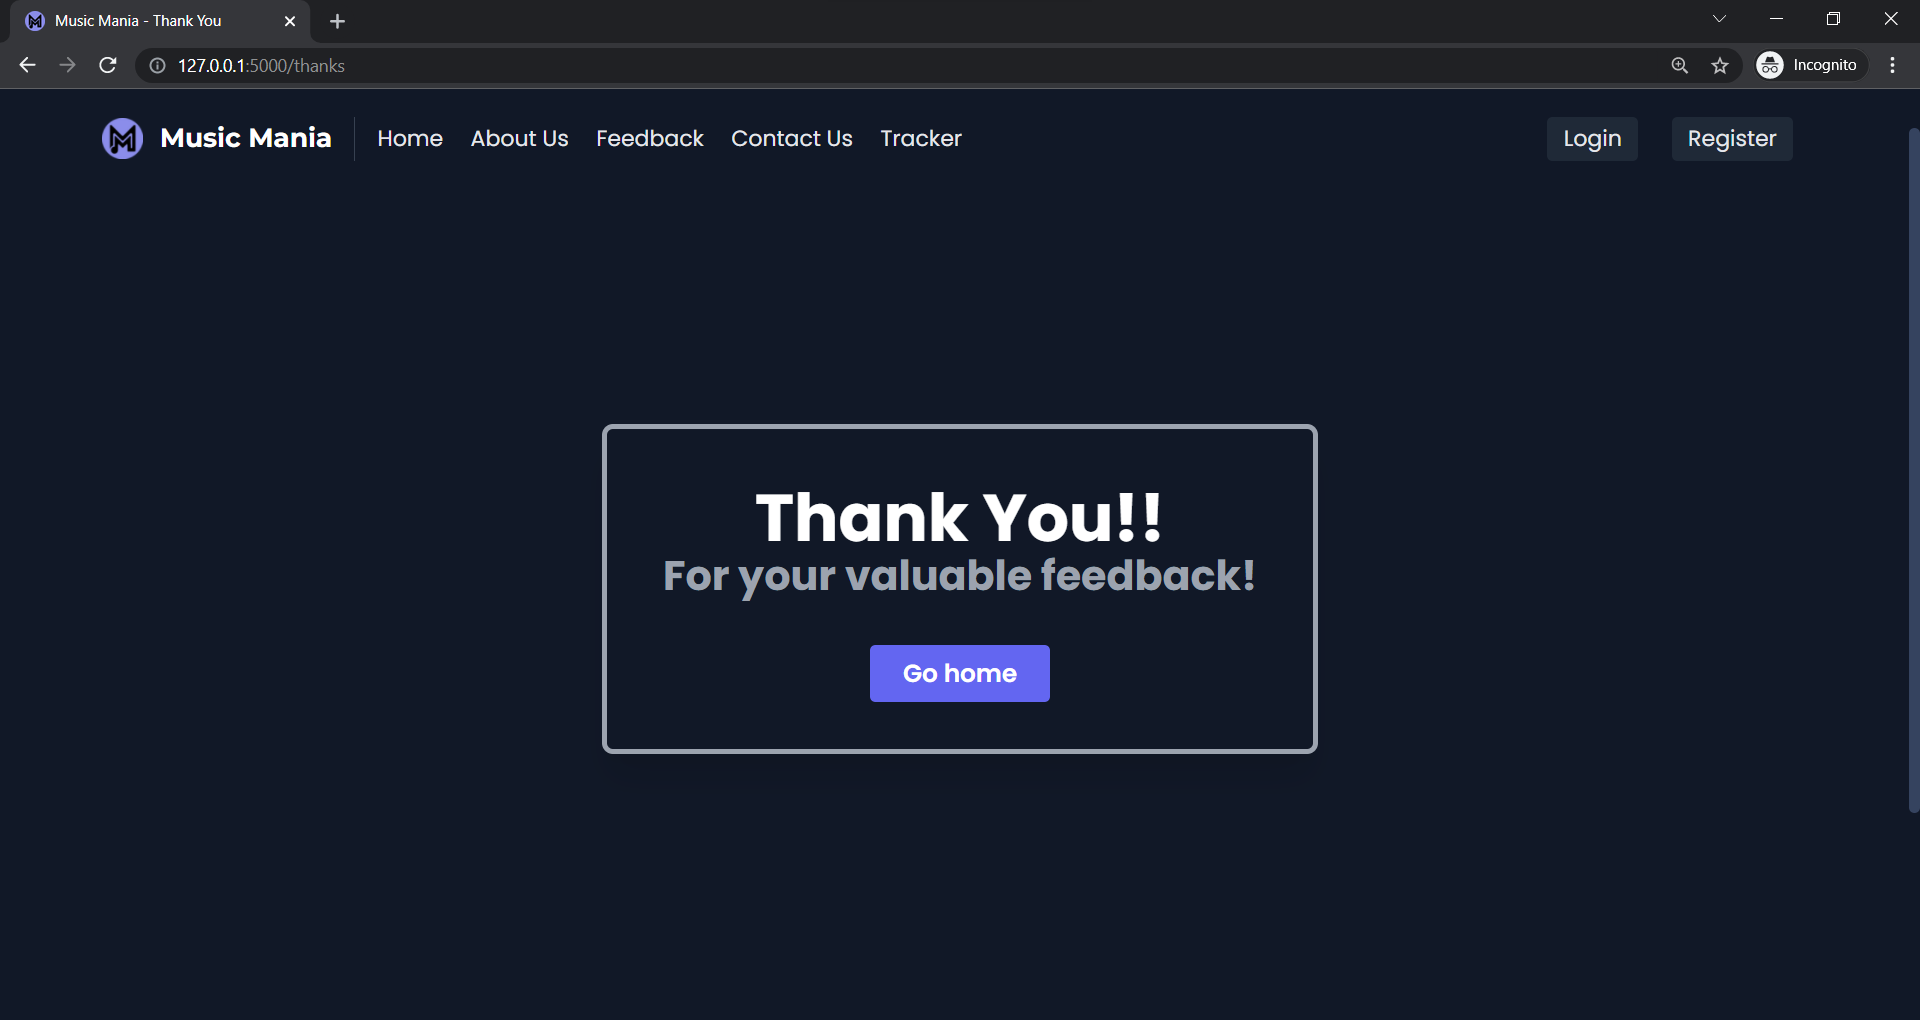 Music Mania - Thank You
127.0.0.1:5000/thanks
Incognito
Music Mania Home About Us Feedback Contact Us Tracker Login Register
Thank You!!
For your valuable feedback!
Go home